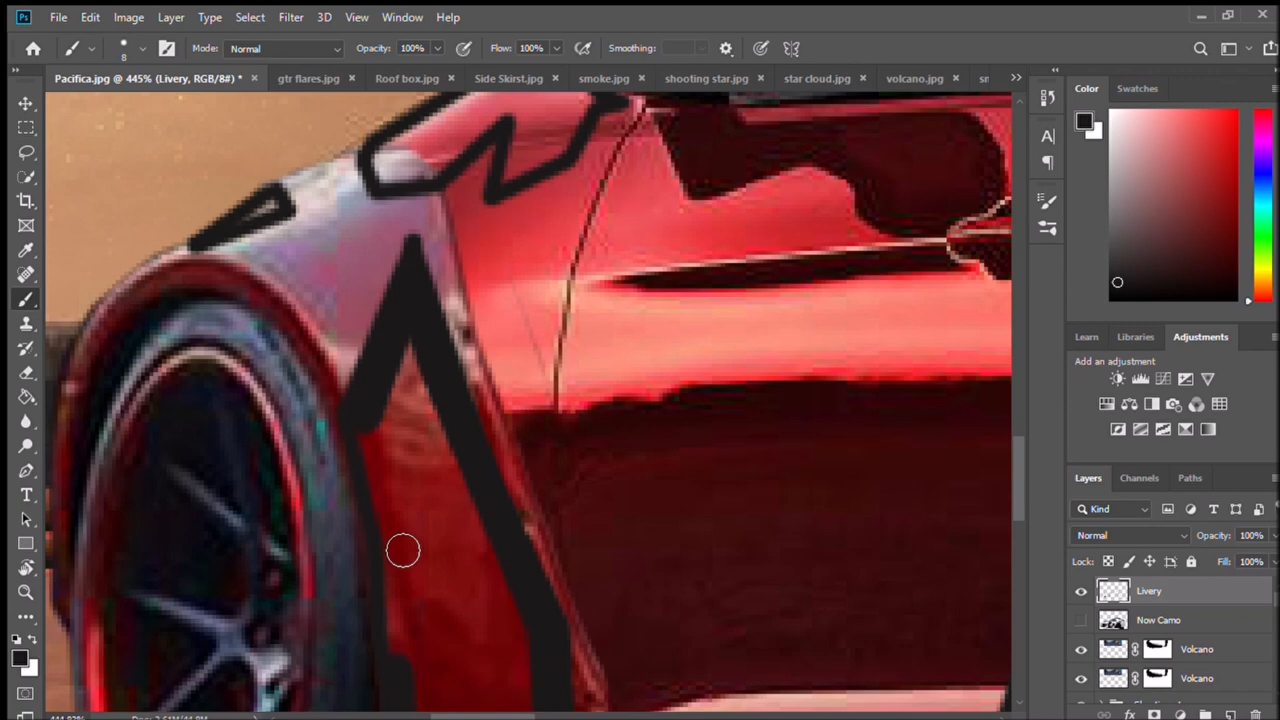 Ps File Edit Image Layer Type Select Filter 3D View Window Help
8 Mode: Normal Opacity: 100% Flow: 100% Smoothing:
Pacifica.jpg @ 445% (Livery, RGB/8#) * × gtr flares.jpg × Roof box.jpg × Side Skirst.jpg × smoke.jpg × shooting star.jpg × star cloud.jpg × volcano.jpg ×
Color Swatches
Learn Libraries Adjustments
Add an adjustment
Layers Channels Paths
Kind
Normal Opacity: 100%
Lock: Fill: 100%
Livery
Now Camo
Volcano
Volcano